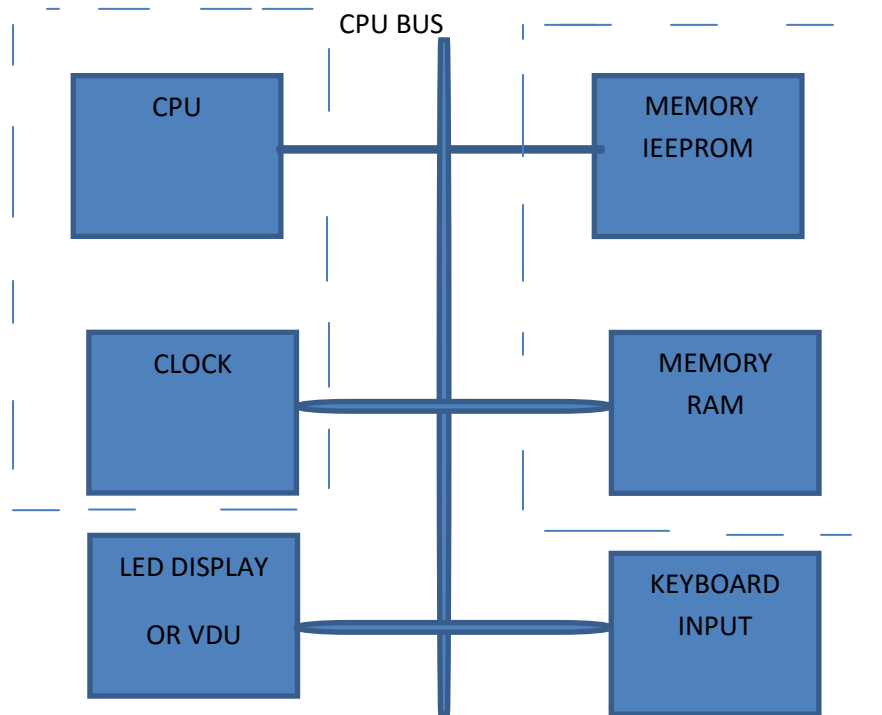 CPU BUS
CPU
MEMORY
IEEPROM
CLOCK
MEMORY
RAM
LED DISPLAY
OR VDU
KEYBOARD
INPUT